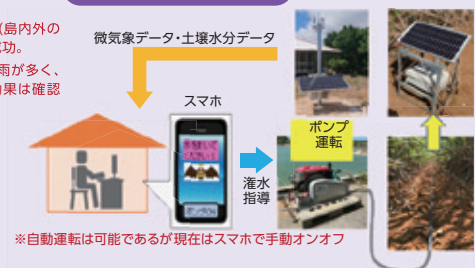 (島内外の
成功。
雨が多く、
効果は確認
微気象データ・土壌水分データ
スマホ
ポンプ
運転
潅水
指導
※自動運転は可能であるが現在はスマホで手動オンオフ